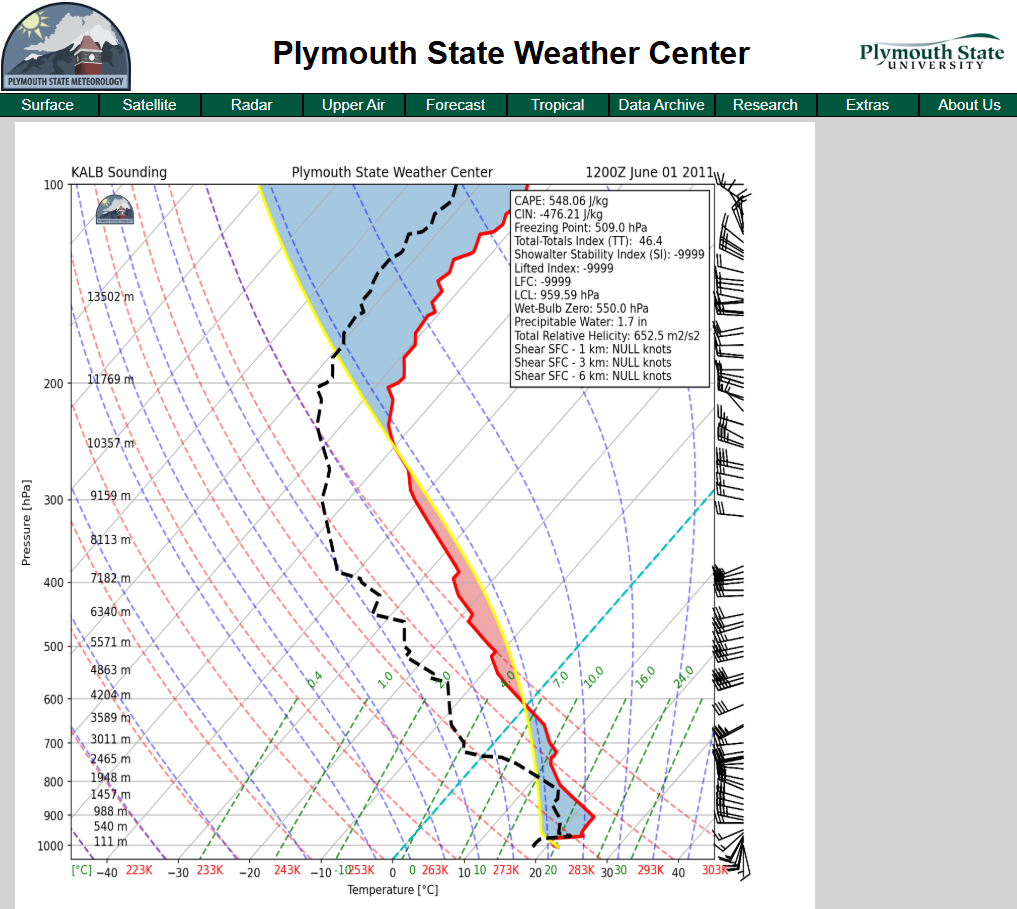 Plymouth State Weather Center
PLYMOUTH STATE METEOROLOGY
Plymouth State
UNIVERSITY
Surface Satellite Radar Upper Air Forecast Tropical Data Archive Research Extras About Us
KALB Sounding Plymouth State Weather Center 1200Z June 01 2011
CAPE: 548.06 J/kg
CIN: -476.21 J/kg
Freezing Point: 509.0 hPa
Total-Totals Index (TT): 46.4
Showalter Stability Index (SI): -9999
Lifted Index: -9999
LFC: -9999
LCL: 959.59 hPa
Wet-Bulb Zero: 550.0 hPa
Precipitable Water: 1.7 in
Total Relative Helicity: 652.5 m2/s2
Shear SFC - 1 km: NULL knots
Shear SFC - 3 km: NULL knots
Shear SFC - 6 km: NULL knots
Pressure [hPa]
100
13502 m
200 11769 m
10357 m
300 9159 m
8113 m
400 7182 m
6340 m
500 5571 m
4863 m
0.4 1.0 2.0 4.0 7.0 10.0 16.0 24.0
600 4204 m
3589 m
700 3011 m
2465 m
800 1948 m
1457 m
900 988 m
540 m
1000 111 m
[°C] −40 223K −30 233K −20 243K −10 -10 253K 0 0 263K 10 10 273K 20 20 283K 30 30 293K 40 303K
Temperature [°C]